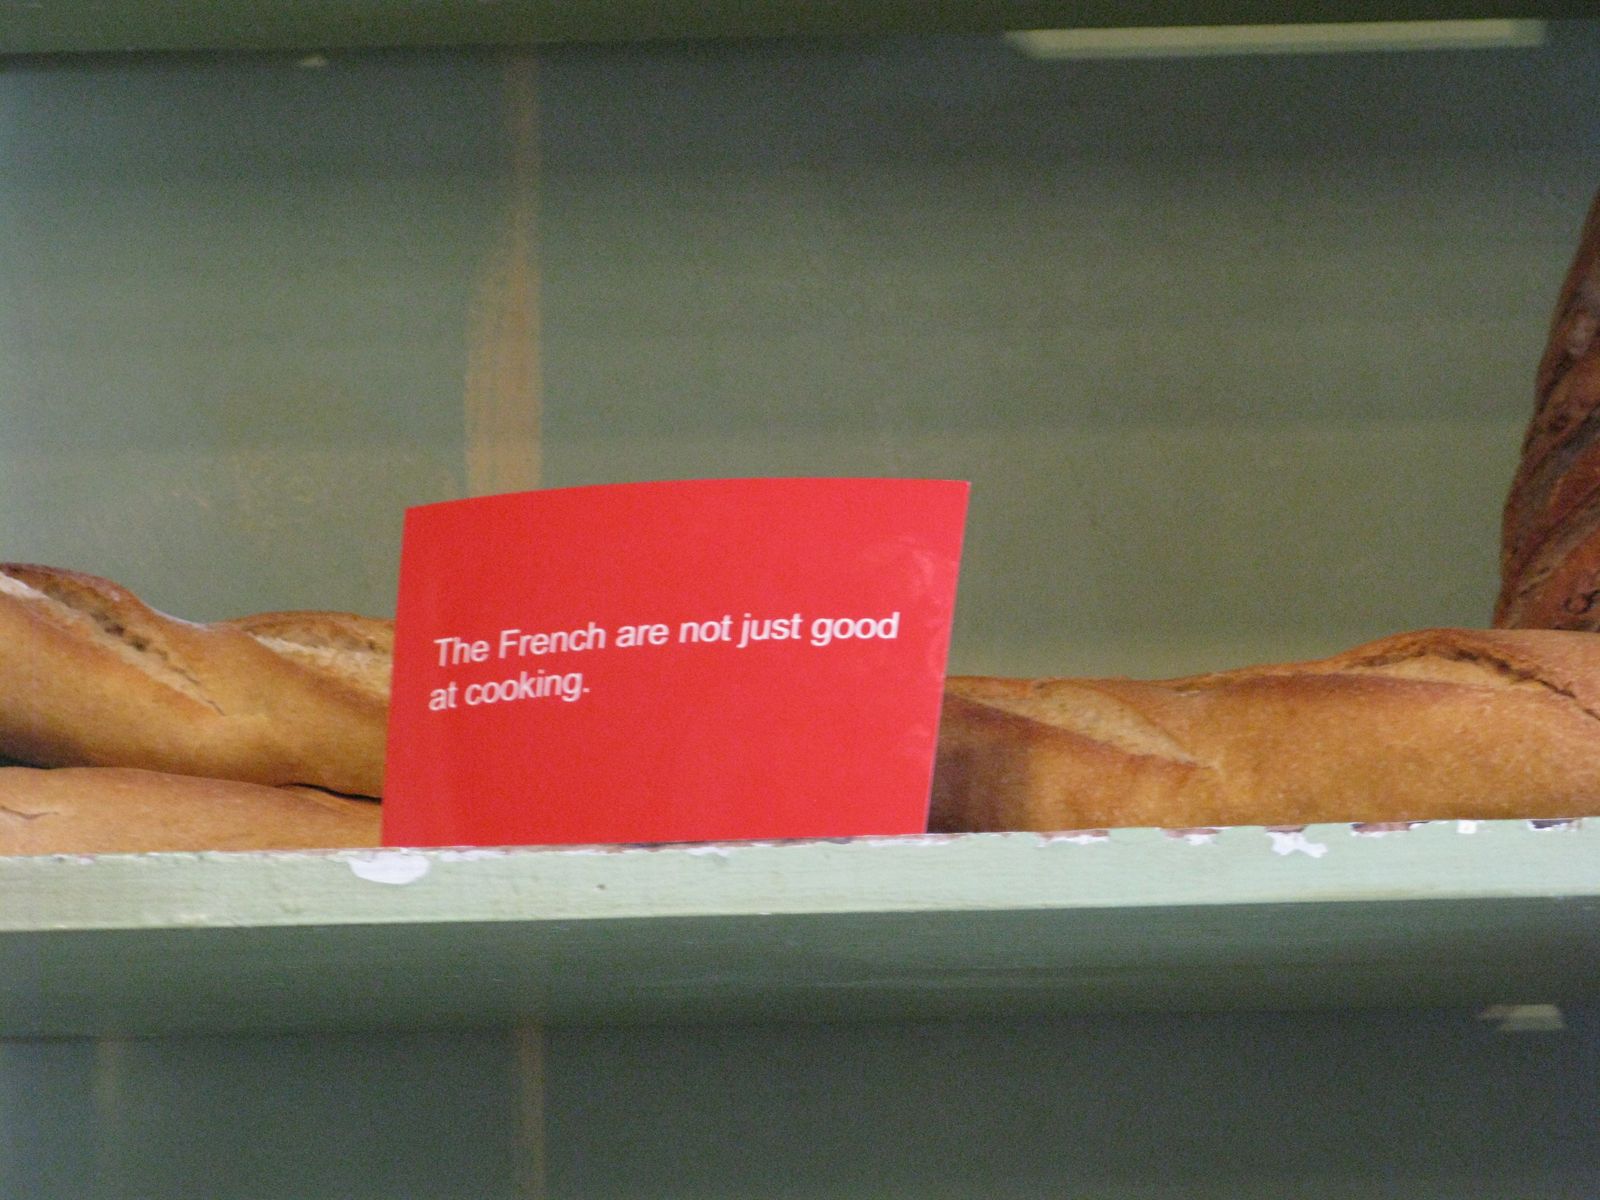 The French are not just good
at cooking.